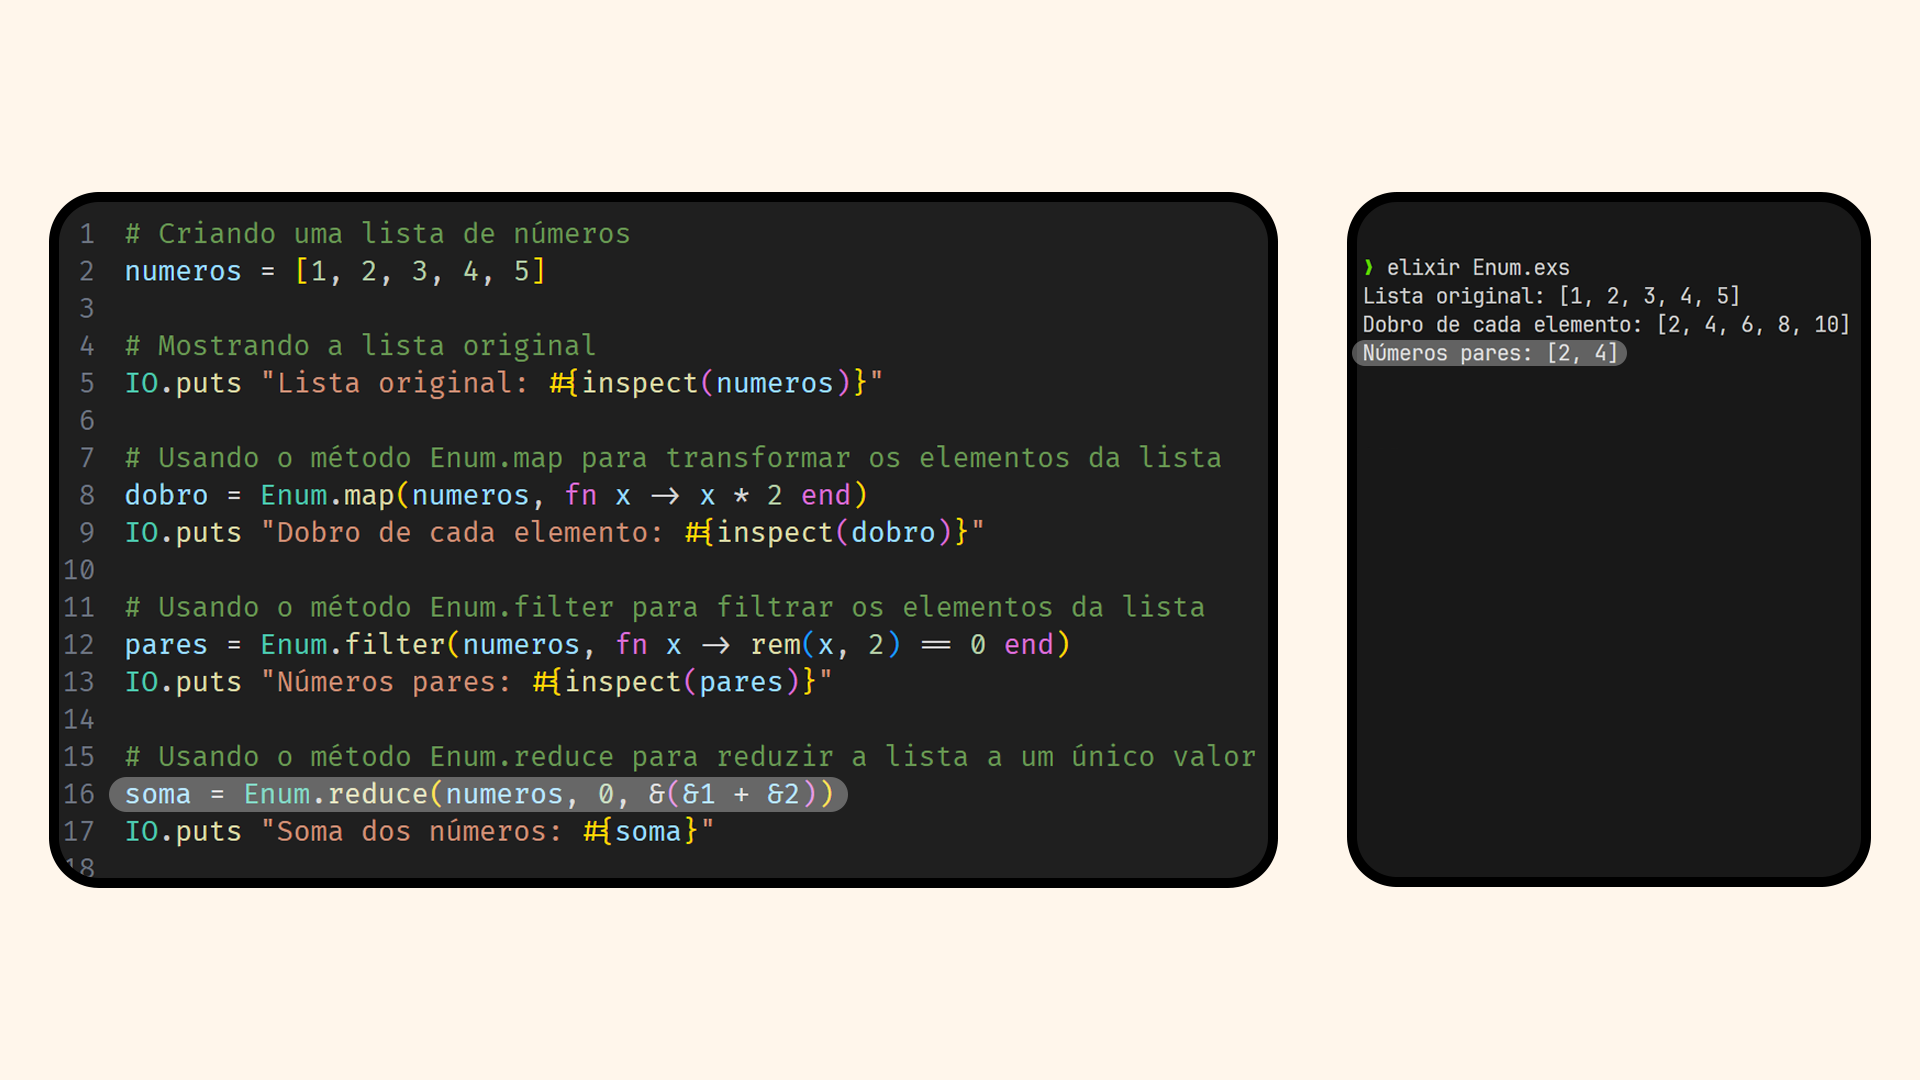 1 # Criando uma lista de números
2 numeros = [1, 2, 3, 4, 5]
3
4 # Mostrando a lista original
5 IO.puts "Lista original: #{inspect(numeros)}"
6
7 # Usando o método Enum.map para transformar os elementos da lista
8 dobro = Enum.map(numeros, fn x -> x * 2 end)
9 IO.puts "Dobro de cada elemento: #{inspect(dobro)}"
10
11 # Usando o método Enum.filter para filtrar os elementos da lista
12 pares = Enum.filter(numeros, fn x -> rem(x, 2) == 0 end)
13 IO.puts "Números pares: #{inspect(pares)}"
14
15 # Usando o método Enum.reduce para reduzir a lista a um único valor
16 soma = Enum.reduce(numeros, 0, &(&1 + &2))
17 IO.puts "Soma dos números: #{soma}"
18
❯ elixir Enum.exs
Lista original: [1, 2, 3, 4, 5]
Dobro de cada elemento: [2, 4, 6, 8, 10]
Números pares: [2, 4]